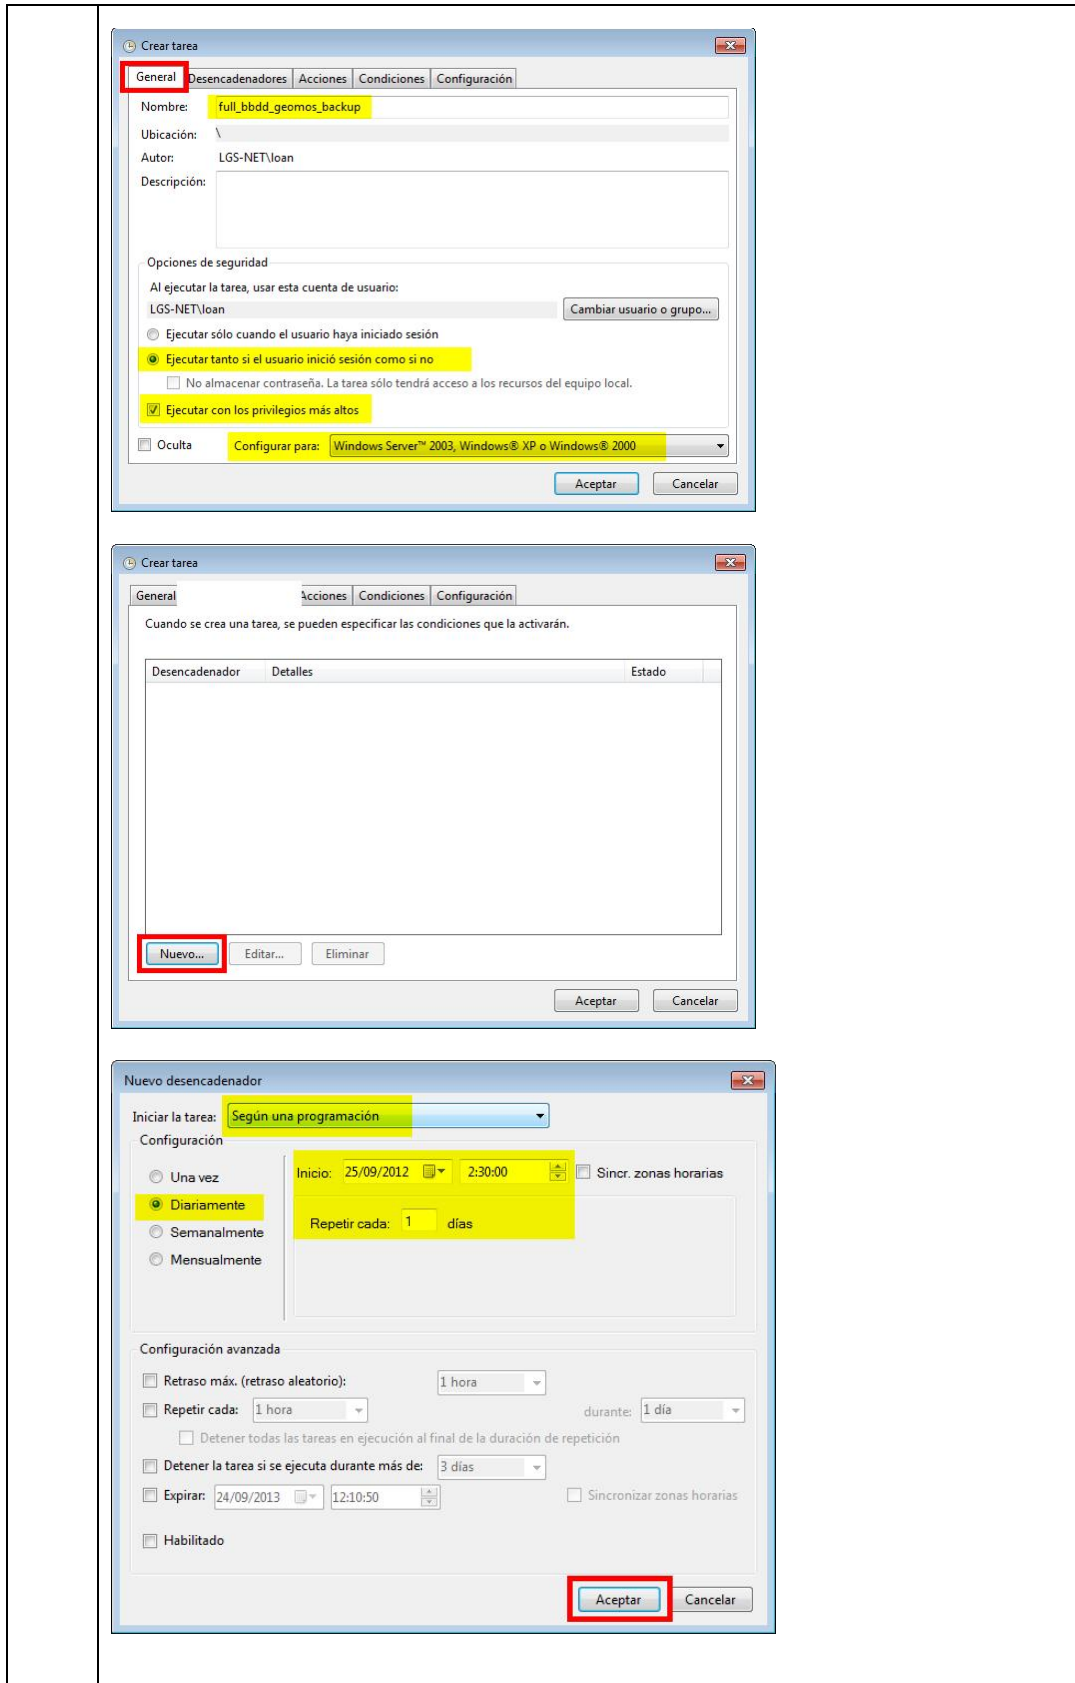 Crear tarea
General Desencadenadores Acciones Condiciones Configuración
Nombre: full_bbdd_geomos_backup
Ubicación: \
Autor: LGS-NET\loan
Descripción:
Opciones de seguridad
Al ejecutar la tarea, usar esta cuenta de usuario:
LGS-NET\loan Cambiar usuario o grupo...
Ejecutar sólo cuando el usuario haya iniciado sesión
Ejecutar tanto si el usuario inició sesión como si no
No almacenar contraseña. La tarea sólo tendrá acceso a los recursos del equipo local.
Ejecutar con los privilegios más altos
Oculta Configurar para: Windows Server™ 2003, Windows® XP o Windows® 2000
Aceptar Cancelar
Crear tarea
General Acciones Condiciones Configuración
Cuando se crea una tarea, se pueden especificar las condiciones que la activarán.
Desencadenador Detalles Estado
Nuevo... Editar... Eliminar
Aceptar Cancelar
Nuevo desencadenador
Iniciar la tarea: Según una programación
Configuración
Una vez Inicio: 25/09/2012 2:30:00 Sincr. zonas horarias
Diariamente
Repetir cada: 1 días
Semanalmente
Mensualmente
Configuración avanzada
Retraso máx. (retraso aleatorio): 1 hora
Repetir cada: 1 hora durante: 1 día
Detener todas las tareas en ejecución al final de la duración de repetición
Detener la tarea si se ejecuta durante más de: 3 días
Expirar: 24/09/2013 12:10:50 Sincronizar zonas horarias
Habilitado
Aceptar Cancelar